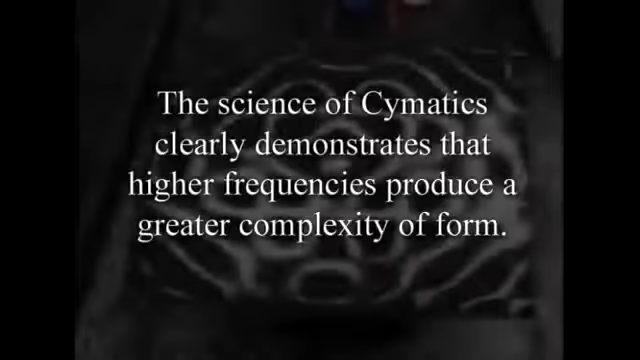 The science of Cymatics
clearly demonstrates that
higher frequencies produce a
greater complexity of form.